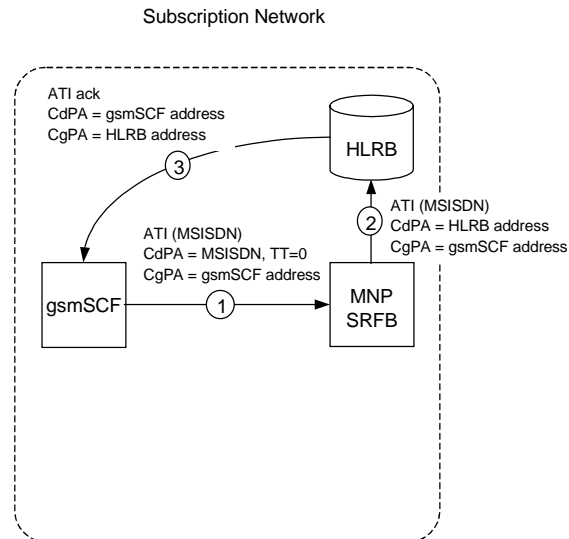 Subscription Network
ATI ack
CdPA = gsmSCF address
CgPA = HLRB address
3
HLRB
ATI (MSISDN)
CdPA = HLRB address
CgPA = gsmSCF address
2
ATI (MSISDN)
CdPA = MSISDN, TT=0
CgPA = gsmSCF address
gsmSCF
1
MNP
SRFB